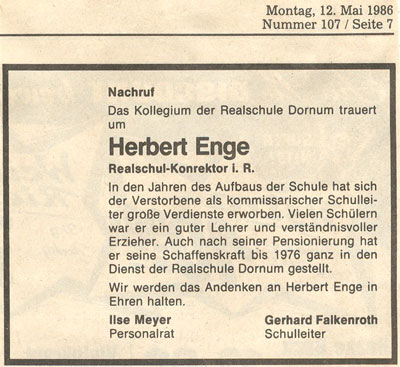 Montag, 12. Mai 1986
Nummer 107 / Seite 7
Nachruf
Das Kollegium der Realschule Dornum trauert
um
Herbert Enge
Realschul-Konrektor i. R.
In den Jahren des Aufbaus der Schule hat sich
der Verstorbene als kommissarischer Schullei-
ter große Verdienste erworben. Vielen Schülern
war er ein guter Lehrer und verständnisvoller
Erzieher. Auch nach seiner Pensionierung hat
er seine Schaffenskraft bis 1976 ganz in den
Dienst der Realschule Dornum gestellt.
Wir werden das Andenken an Herbert Enge in
Ehren halten.
Ilse Meyer Gerhard Falkenroth
Personalrat Schulleiter